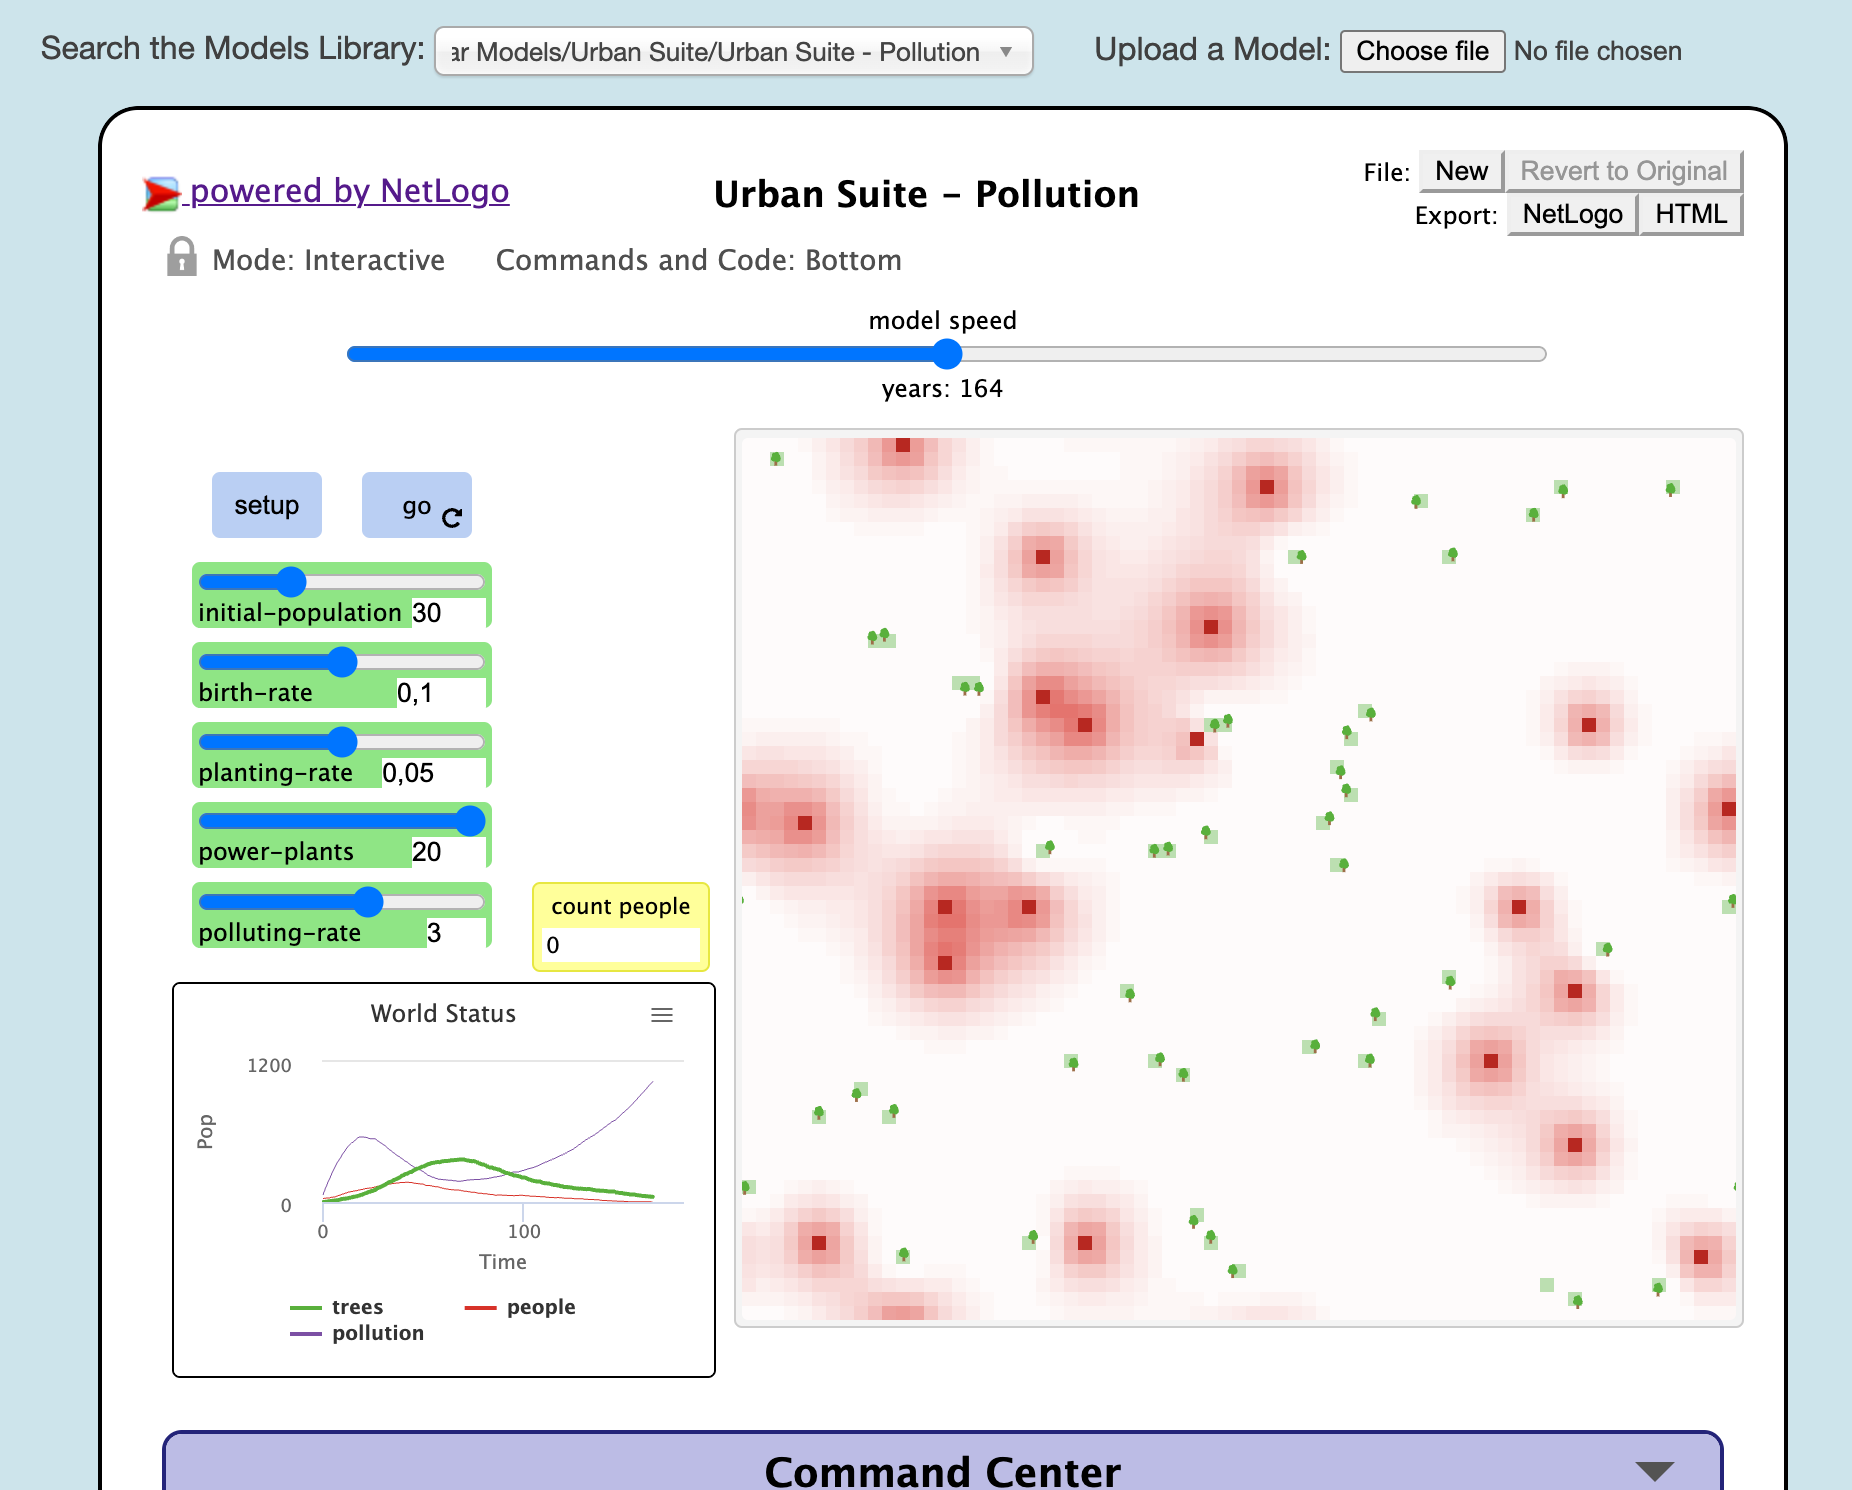 Search the Models Library: ar Models/Urban Suite/Urban Suite - Pollution
Upload a Model: Choose file No file chosen
powered by NetLogo
Urban Suite - Pollution
File: New Revert to Original
Export: NetLogo HTML
Mode: Interactive
Commands and Code: Bottom
model speed
years: 164
setup
go
initial-population 30
birth-rate 0,1
planting-rate 0,05
power-plants 20
polluting-rate 3
count people
0
World Status
1200
Pop
0
0
100
Time
trees
people
pollution
Command Center